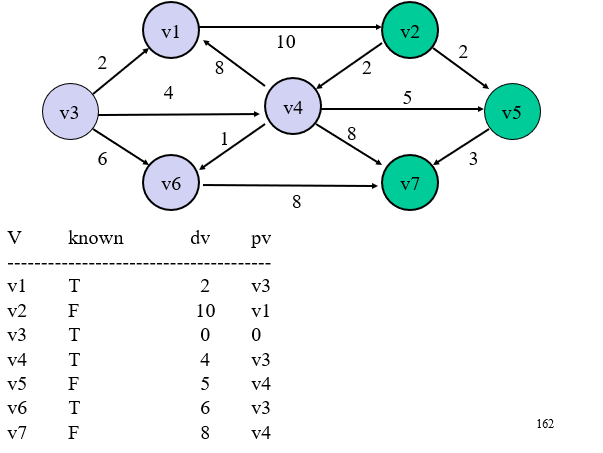 v1
10
v2
2
8
2
2
v3
4
v4
5
v5
6
1
8
3
v6
8
v7
V known dv pv
---------------------------------------
v1 T 2 v3
v2 F 10 v1
v3 T 0 0
v4 T 4 v3
v5 F 5 v4
v6 T 6 v3
v7 F 8 v4
162